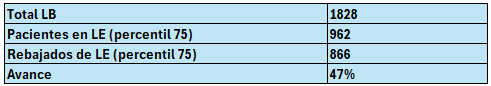 Total LB 1828
Pacientes en LE (percentil 75) 962
Rebajados de LE (percentil 75) 866
Avance 47%